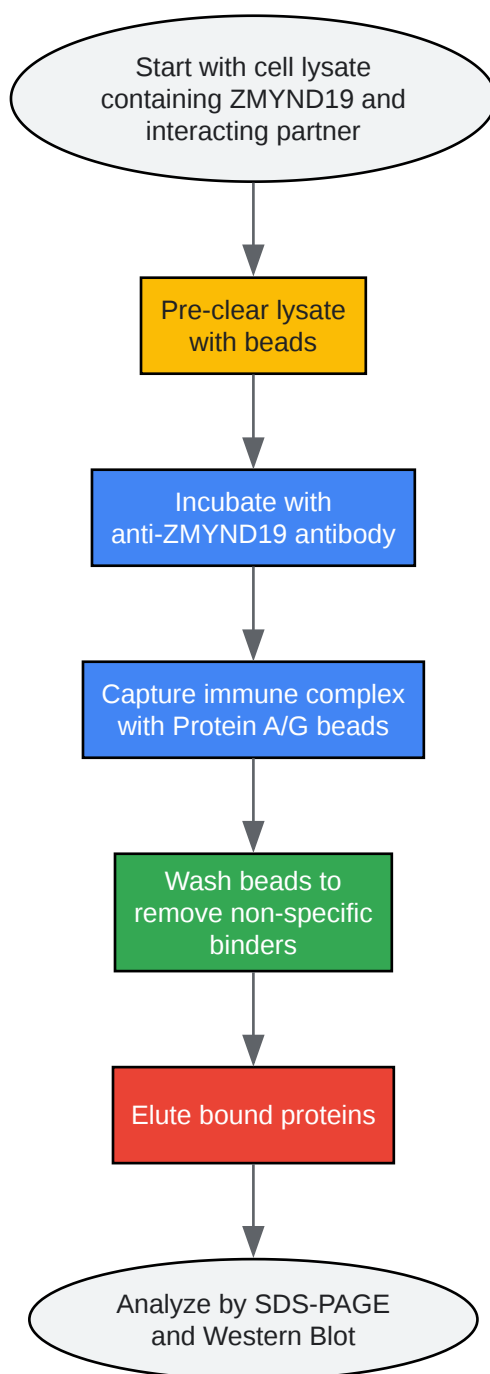 Start with cell lysate
containing ZMYND19 and
interacting partner
Pre-clear lysate
with beads
Incubate with
anti-ZMYND19 antibody
Capture immune complex
with Protein A/G beads
Wash beads to
remove non-specific
binders
Elute bound proteins
Analyze by SDS-PAGE
and Western Blot